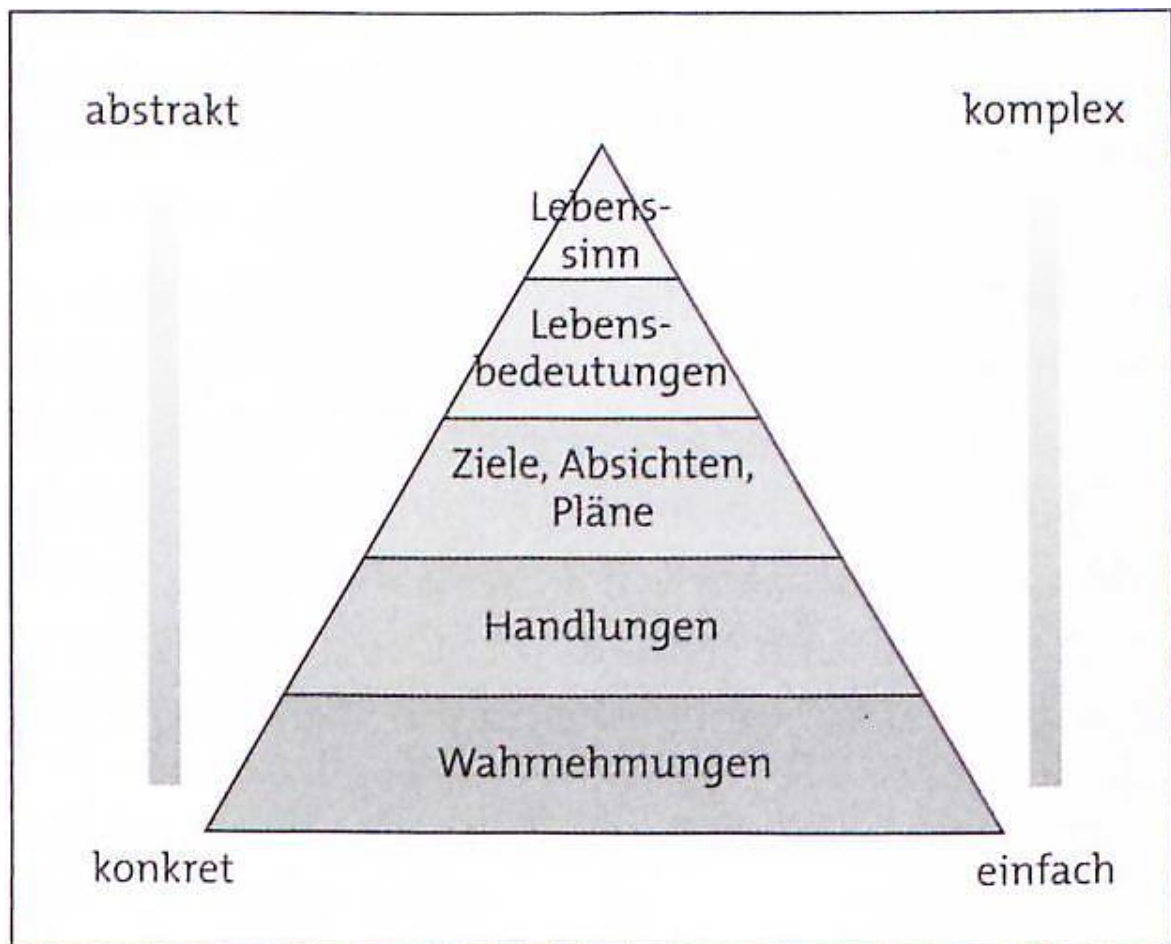 abstrakt
komplex
Lebens-
sinn
Lebens-
bedeutungen
Ziele, Absichten,
Pläne
Handlungen
Wahrnehmungen
konkret
einfach